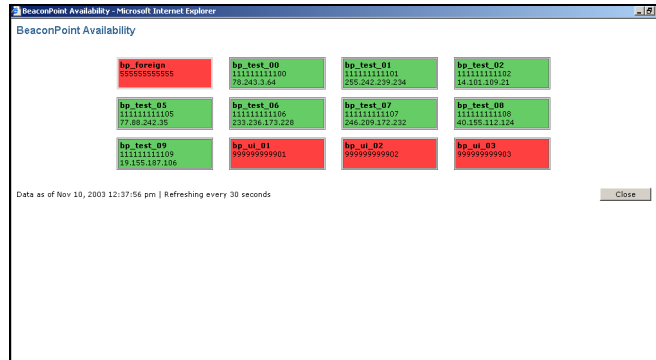 BeaconPoint Availability - Microsoft Internet Explorer
BeaconPoint Availability
bp_foreign
555555555555
bp_test_00
111111111100
78.243.3.64
bp_test_01
111111111101
255.242.239.234
bp_test_02
111111111102
14.101.109.21
bp_test_05
111111111105
77.88.242.35
bp_test_06
111111111106
233.236.173.228
bp_test_07
111111111107
246.209.172.232
bp_test_08
111111111108
40.155.112.124
bp_test_09
111111111109
19.155.187.106
bp_ui_01
999999999901
bp_ui_02
999999999902
bp_ui_03
999999999903
Data as of Nov 10, 2003 12:37:56 pm | Refreshing every 30 seconds
Close